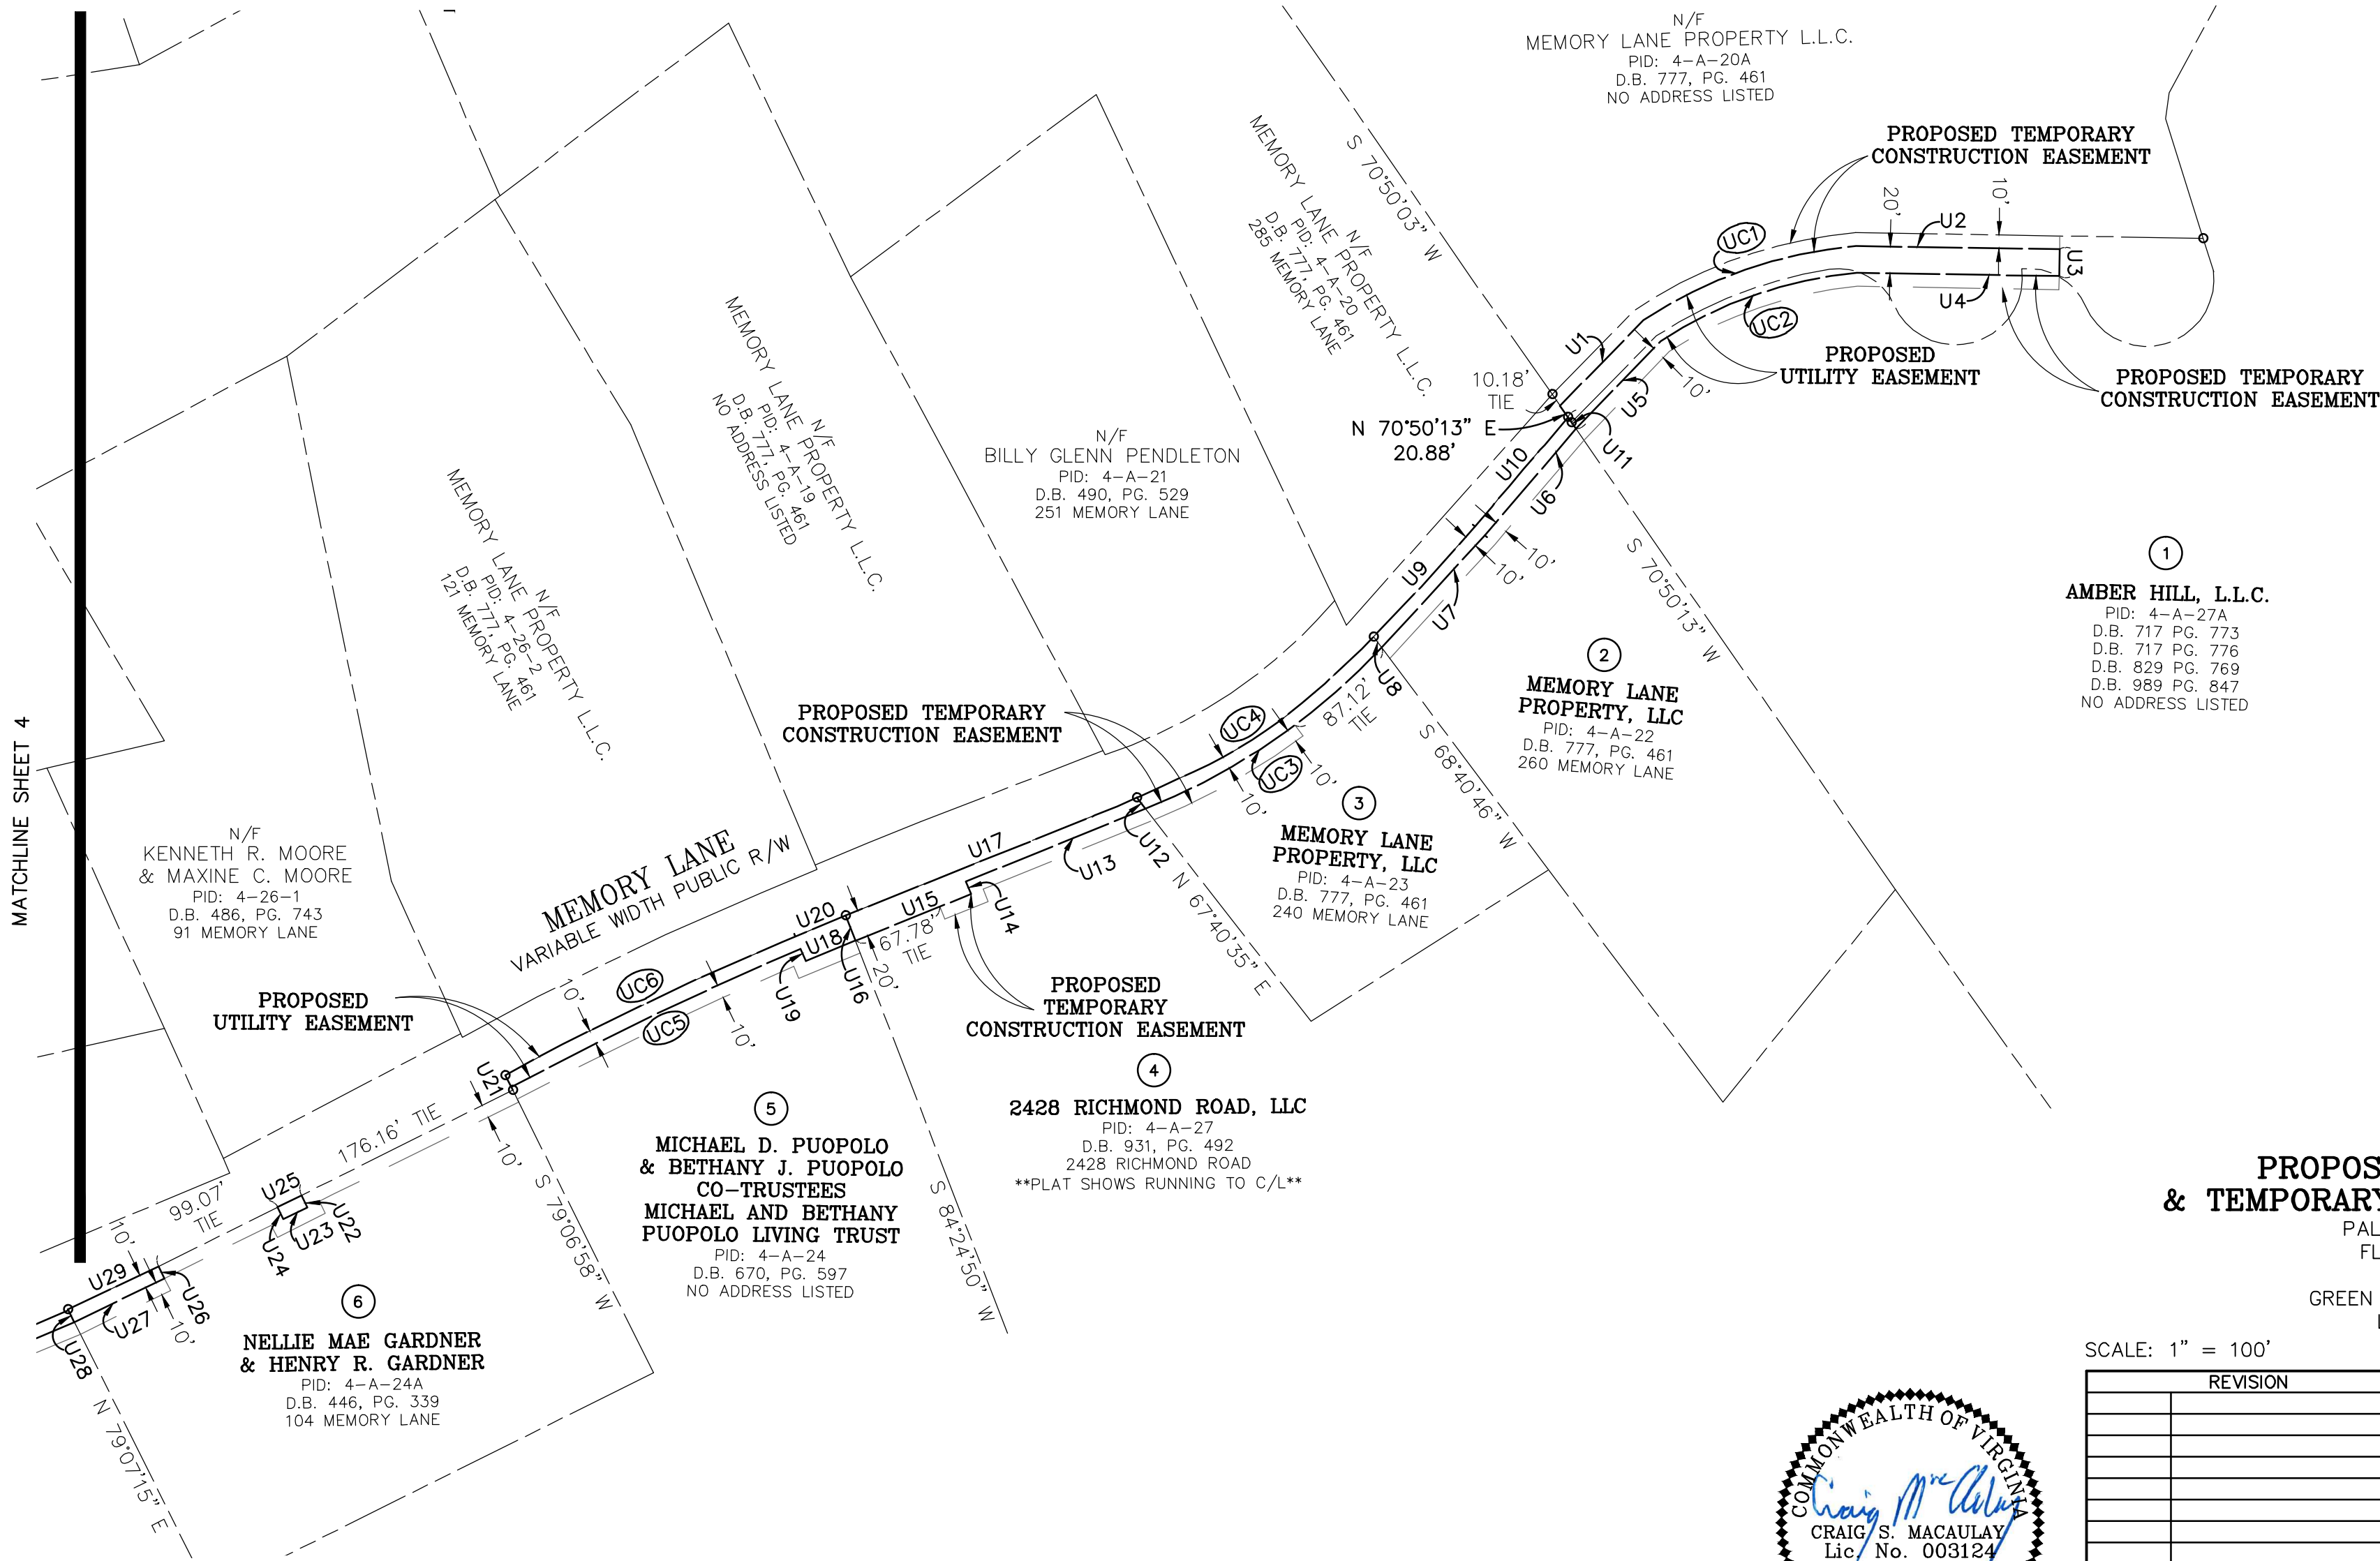 N/F
MEMORY LANE PROPERTY L.L.C.
PID: 4-A-20A
D.B. 777, PG. 461
NO ADDRESS LISTED
PROPOSED TEMPORARY
CONSTRUCTION EASEMENT
S 70°50'03" W
N/F
MEMORY LANE PROPERTY L.L.C.
PID: 4-A-20
D.B. 777, PG. 461
285 MEMORY LANE
UC1
20'
10'
U2
U3
U4
UC2
U1
PROPOSED
UTILITY EASEMENT
PROPOSED TEMPORARY
CONSTRUCTION EASEMENT
10.18'
TIE
N 70°50'13" E
20.88'
U5
10'
U11
U10
U6
10'
10'
U9
U7
U8
S 70°50'13" W
N/F
MEMORY LANE PROPERTY L.L.C.
PID: 4-A-19
D.B. 777, PG. 461
NO ADDRESS LISTED
N/F
BILLY GLENN PENDLETON
PID: 4-A-21
D.B. 490, PG. 529
251 MEMORY LANE
N/F
MEMORY LANE PROPERTY L.L.C.
PID: 4-26-2
D.B. 777, PG. 461
121 MEMORY LANE
1
AMBER HILL, L.L.C.
PID: 4-A-27A
D.B. 717 PG. 773
D.B. 717 PG. 776
D.B. 829 PG. 769
D.B. 989 PG. 847
NO ADDRESS LISTED
2
MEMORY LANE
PROPERTY, LLC
PID: 4-A-22
D.B. 777, PG. 461
260 MEMORY LANE
87.12'
TIE
S 68°40'46" W
UC4
UC3
10'
10'
3
MEMORY LANE
PROPERTY, LLC
PID: 4-A-23
D.B. 777, PG. 461
240 MEMORY LANE
PROPOSED TEMPORARY
CONSTRUCTION EASEMENT
MATCHLINE SHEET 4
N/F
KENNETH R. MOORE
& MAXINE C. MOORE
PID: 4-26-1
D.B. 486, PG. 743
91 MEMORY LANE
MEMORY LANE
VARIABLE WIDTH PUBLIC R/W
U17
U13
U12
N 67°40'35" E
U20
U15
U14
U18
67.78'
TIE
U16
20'
U19
UC6
10'
UC5
10'
PROPOSED
UTILITY EASEMENT
PROPOSED
TEMPORARY
CONSTRUCTION EASEMENT
4
2428 RICHMOND ROAD, LLC
PID: 4-A-27
D.B. 931, PG. 492
2428 RICHMOND ROAD
**PLAT SHOWS RUNNING TO C/L**
S 84°24'50" W
U21
176.16' TIE
10'
S 79°06'58" W
5
MICHAEL D. PUOPOLO
& BETHANY J. PUOPOLO
CO-TRUSTEES
MICHAEL AND BETHANY
PUOPOLO LIVING TRUST
PID: 4-A-24
D.B. 670, PG. 597
NO ADDRESS LISTED
U25
U22
U23
U24
99.07'
TIE
10'
U29
U26
U27
10'
U28
N 79°07'15" E
6
NELLIE MAE GARDNER
& HENRY R. GARDNER
PID: 4-A-24A
D.B. 446, PG. 339
104 MEMORY LANE
PROPOS
& TEMPORARY
PAL
FL
GREEN
SCALE: 1" = 100'
REVISION
COMMONWEALTH OF VIRGINIA
Craig MacAulay
CRAIG S. MACAULAY
Lic. No. 003124